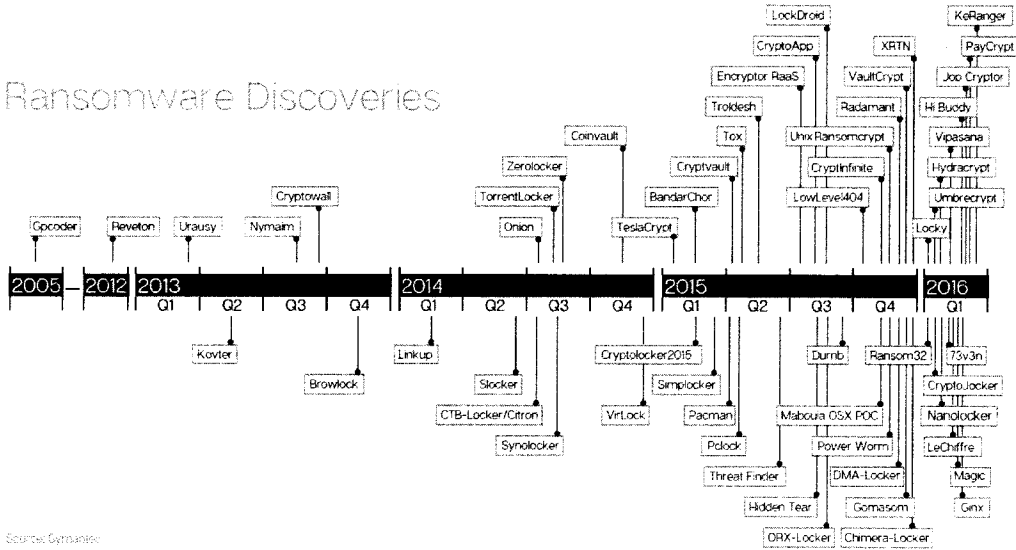 LockDroid
KeRanger
CryptoApp
XRTN
PayCrypt
Encryptor RaaS
VaultCrypt
Job Cryptor
Ransomware Discoveries
Troldesh
Radamant
Hi Buddy
Coinvault
Tox
Unix Ransomcrypt
Vipasana
Zerolocker
Cryptvault
CryptInfinite
Hydracrypt
Cryptowall
TorrentLocker
BandarChor
LowLevel404
Umbrecrypt
Gpcoder
Reveton
Urausy
Nymaim
Onion
TeslaCrypt
Locky
2005
2012
2013
2014
2015
2016
Q1 Q2 Q3 Q4
Q1 Q2 Q3 Q4
Q1 Q2 Q3 Q4
Q1
Kovter
Linkup
Cryptolocker2015
Dumb
Ransom32
73v3n
Browlock
Slocker
Simplocker
CryptoJocker
CTB-Locker/Citron
VirLock
Pacman
Mabouia OSX POC
Nanolocker
Synolocker
Pclock
Power Worm
LeChiffre
Threat Finder
DMA-Locker
Magic
Hidden Tear
Gomasom
Ginx
ORX-Locker
Chimera-Locker
Source: Symantec